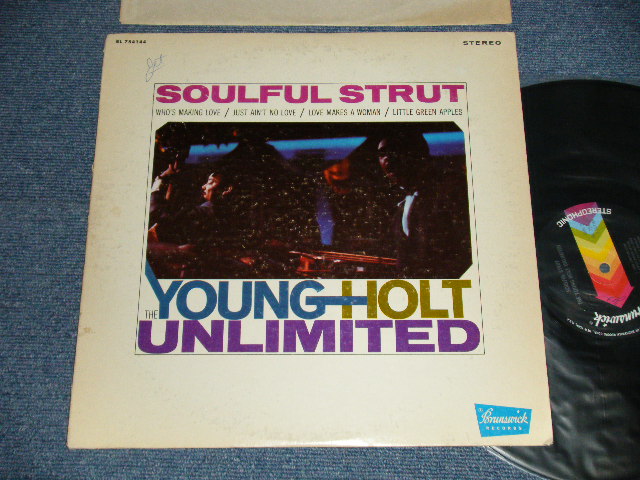 BL 754144
STEREO
SOULFUL STRUT
WHO'S MAKING LOVE / JUST AIN'T NO LOVE / LOVE MAKES A WOMAN / LITTLE GREEN APPLES
THE YOUNG-HOLT
UNLIMITED
Brunswick
RECORDS
STEREOPHONIC
Brunswick